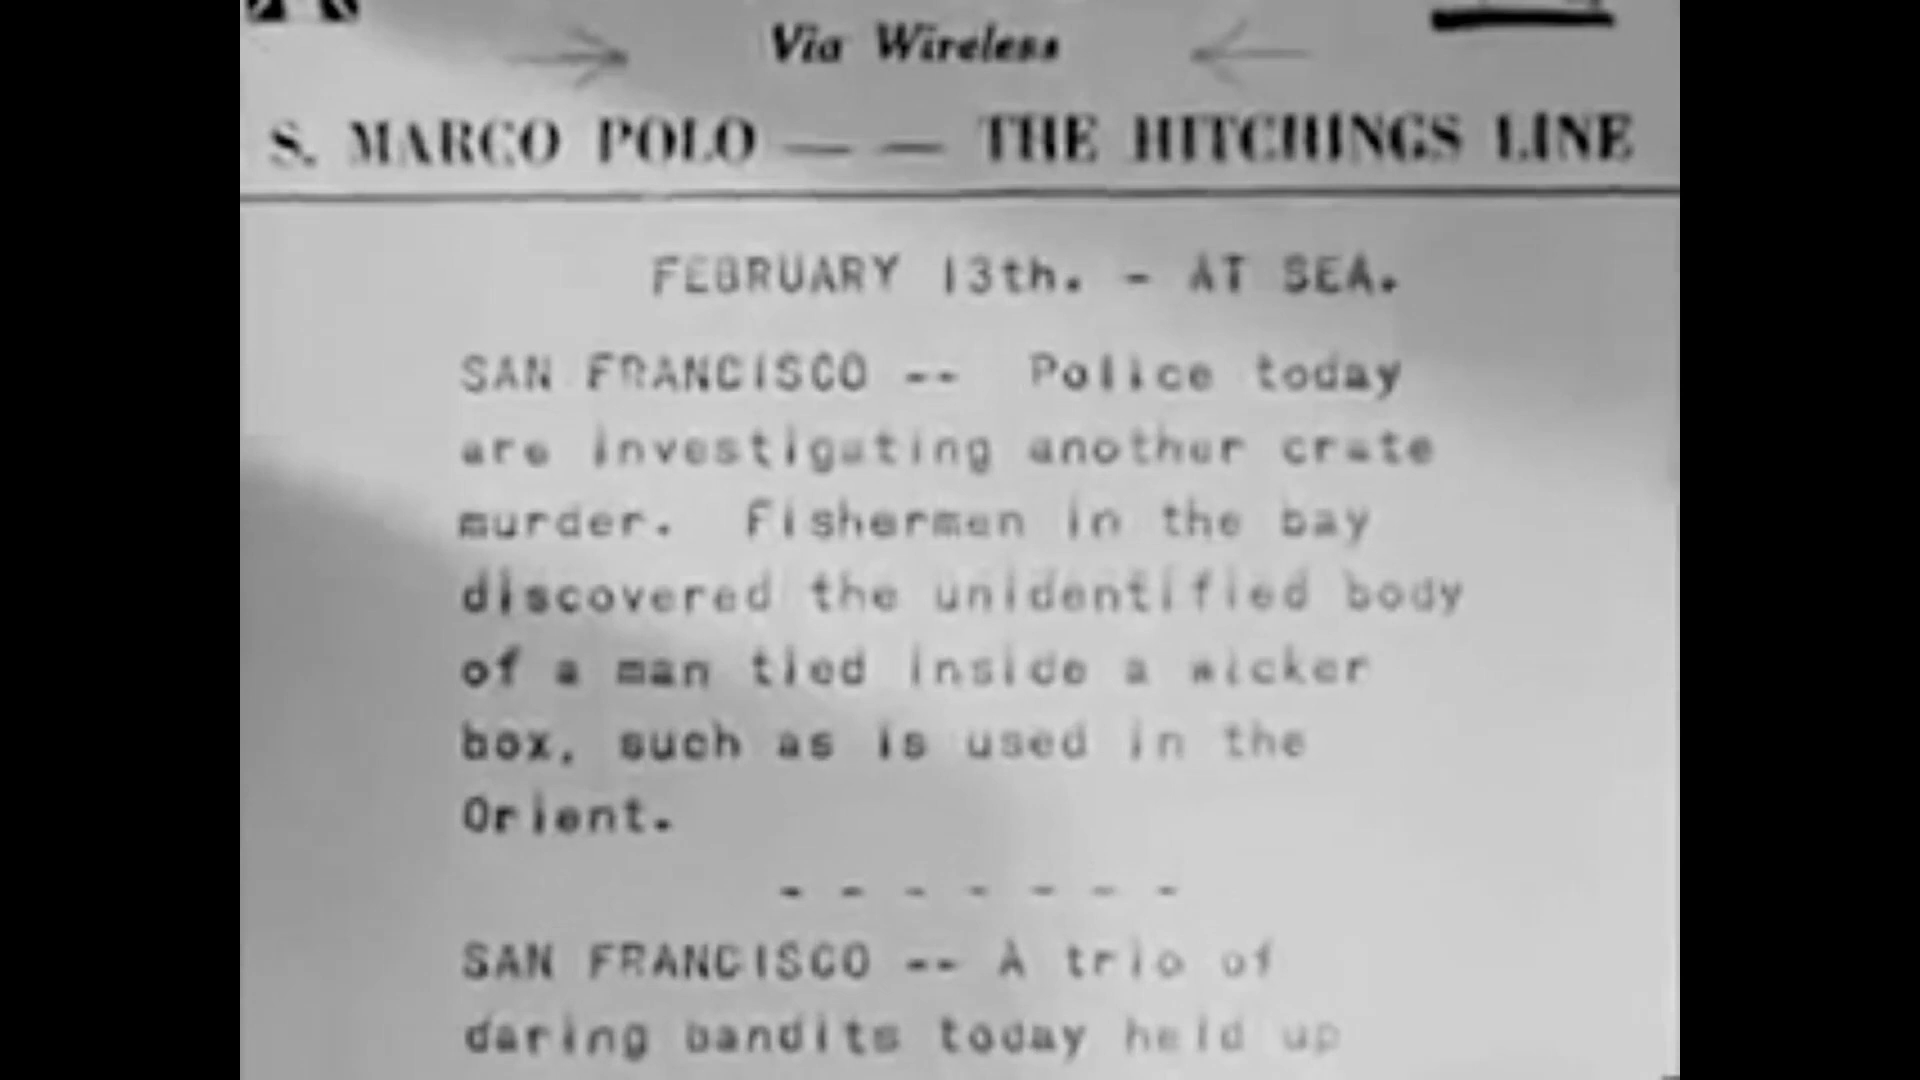 Via Wireless
S. MARCO POLO — — THE HITCHINGS LINE
FEBRUARY 13th. - AT SEA.
SAN FRANCISCO -- Police today
are investigating another crate
murder. Fishermen in the bay
discovered the unidentified body
of a man tied inside a wicker
box, such as is used in the
Orient.
- - - - - - -
SAN FRANCISCO -- A trio of
daring bandits today held up